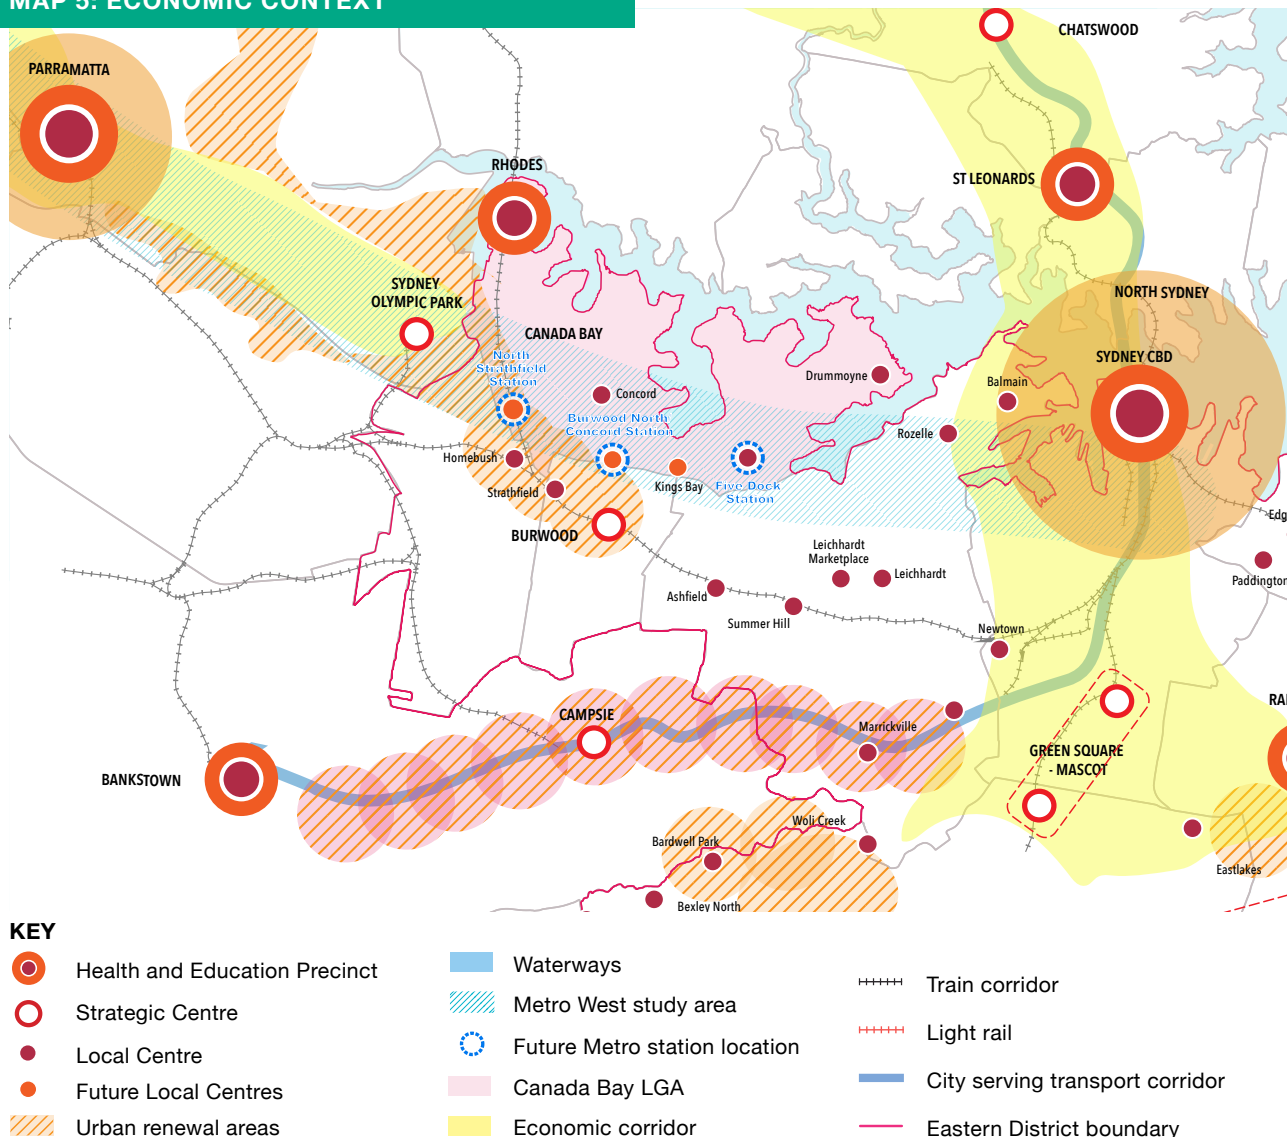 MAP 5: ECONOMIC CONTEXT
CHATSWOOD
PARRAMATTA
RHODES
ST LEONARDS
SYDNEY
OLYMPIC PARK
NORTH SYDNEY
CANADA BAY
North
Strathfield
Station
SYDNEY CBD
Drummoyne
Balmain
Concord
Burwood North
Concord Station
Rozelle
Homebush
Strathfield
Kings Bay
Five Dock
Station
BURWOOD
Leichhardt
Marketplace
Leichhardt
Paddington
Ashfield
Summer Hill
Newtown
CAMPSIE
Marrickville
GREEN SQUARE
- MASCOT
BANKSTOWN
Woli Creek
Bardwell Park
Eastlakes
Bexley North
KEY
Health and Education Precinct
Strategic Centre
Local Centre
Future Local Centres
Urban renewal areas
Waterways
Metro West study area
Future Metro station location
Canada Bay LGA
Economic corridor
Train corridor
Light rail
City serving transport corridor
Eastern District boundary